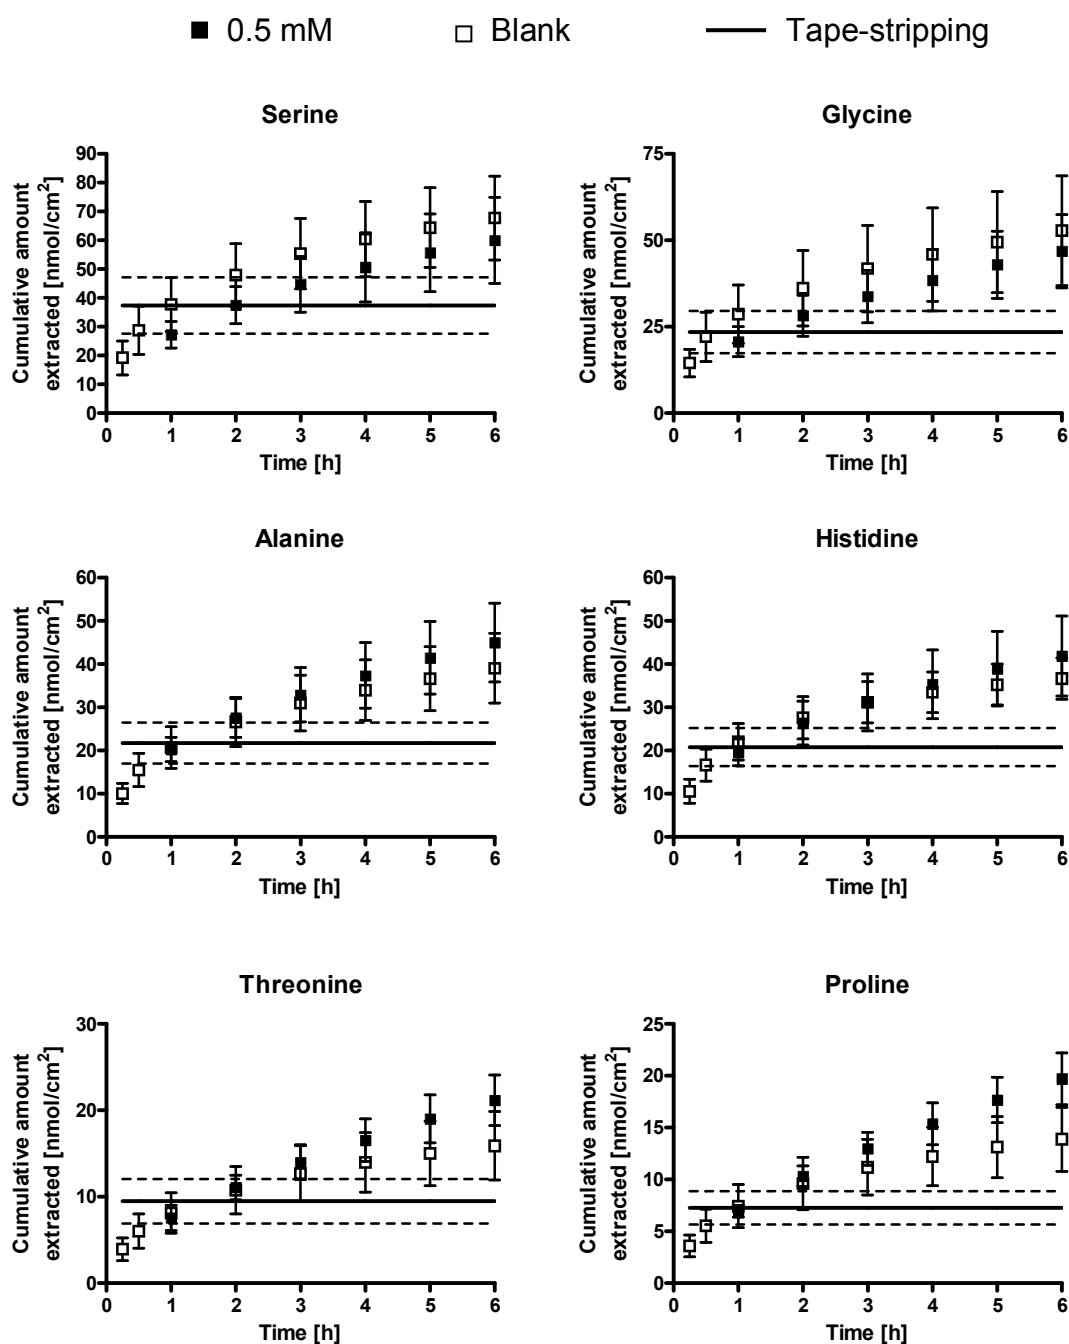 0.5 mM Blank Tape-stripping
Serine
Cumulative amount
extracted [nmol/cm²]
90
80
70
60
50
40
30
20
10
0
0 1 2 3 4 5 6
Time [h]
Glycine
Cumulative amount
extracted [nmol/cm²]
75
50
25
0
0 1 2 3 4 5 6
Time [h]
Alanine
Cumulative amount
extracted [nmol/cm²]
60
50
40
30
20
10
0
0 1 2 3 4 5 6
Time [h]
Histidine
Cumulative amount
extracted [nmol/cm²]
60
50
40
30
20
10
0
0 1 2 3 4 5 6
Time [h]
Threonine
Cumulative amount
extracted [nmol/cm²]
30
20
10
0
0 1 2 3 4 5 6
Time [h]
Proline
Cumulative amount
extracted [nmol/cm²]
25
20
15
10
5
0
0 1 2 3 4 5 6
Time [h]